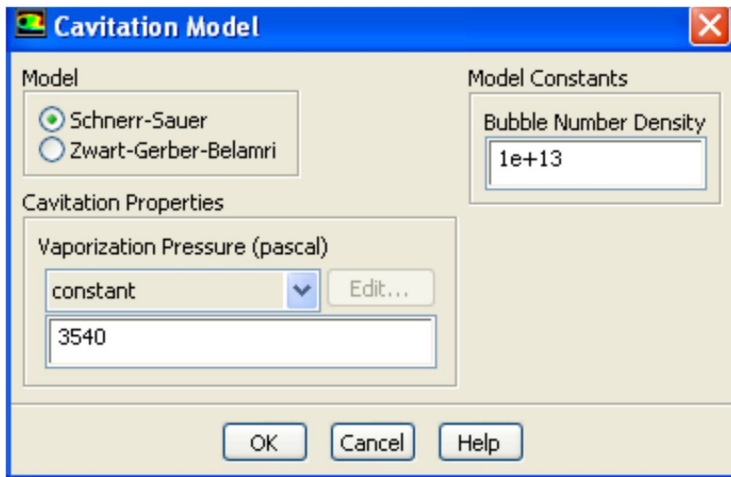 Cavitation Model
Model
Schnerr-Sauer
Zwart-Gerber-Belamri
Model Constants
Bubble Number Density
1e+13
Cavitation Properties
Vaporization Pressure (pascal)
constant
Edit...
3540
OK
Cancel
Help